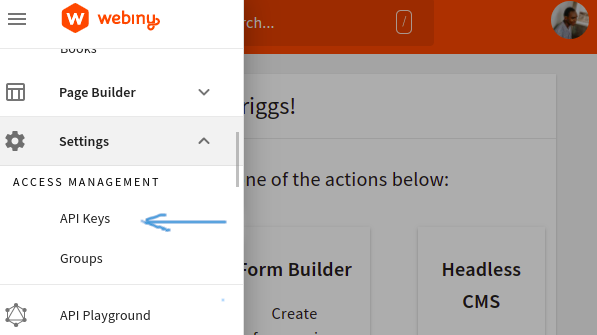 webiny
rch...
/
Books
Page Builder
riggs!
Settings
ne of the actions below:
ACCESS MANAGEMENT
API Keys
Groups
Form Builder
Headless
CMS
Create
API Playground